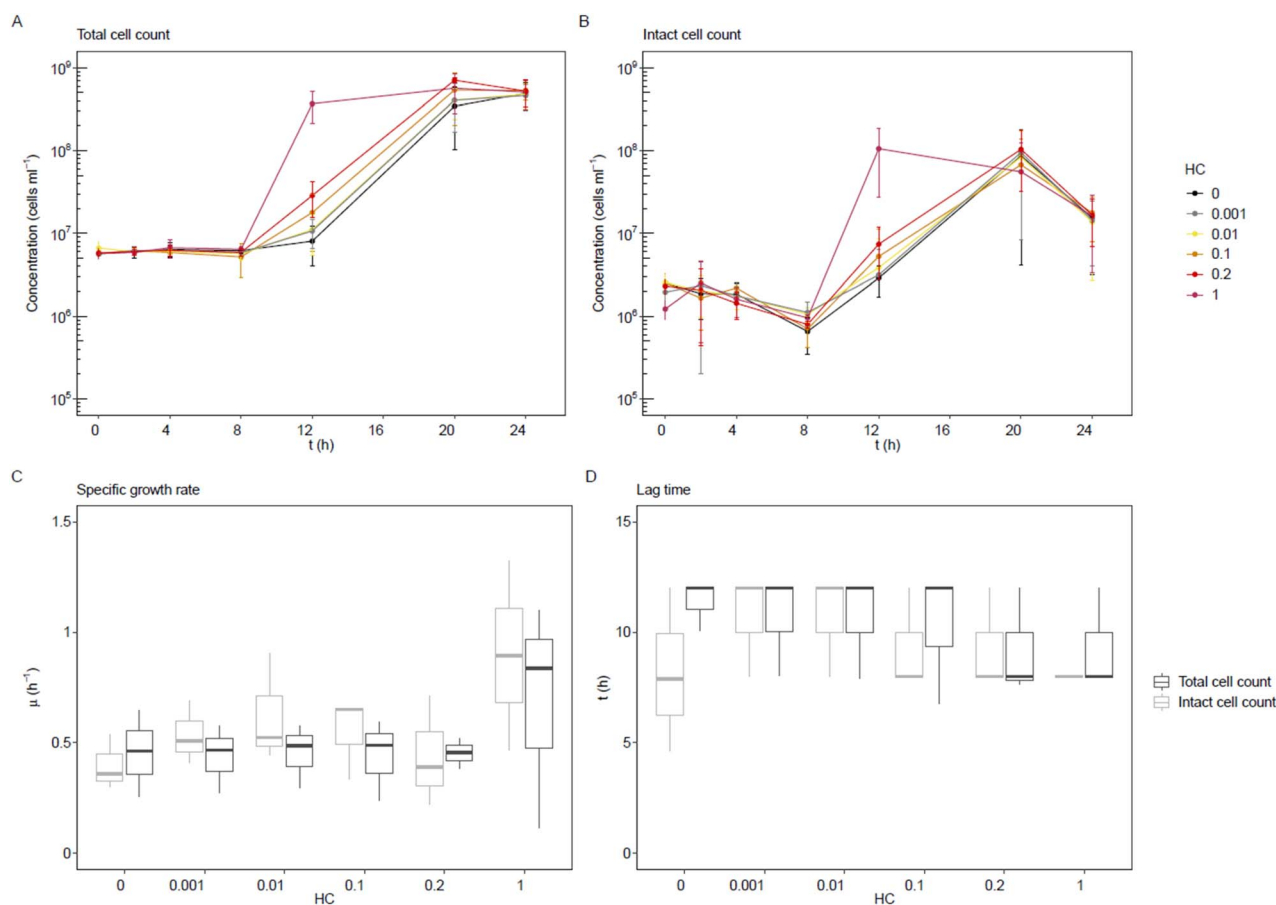 A
Total cell count
10⁹
10⁸
10⁷
10⁶
10⁵
Concentration (cells ml⁻¹)
0 4 8 12 16 20 24
t (h)
B
Intact cell count
10⁹
10⁸
10⁷
10⁶
10⁵
Concentration (cells ml⁻¹)
0 4 8 12 16 20 24
t (h)
HC
0
0.001
0.01
0.1
0.2
1
C
Specific growth rate
1.5
1
0.5
0
μ (h⁻¹)
0 0.001 0.01 0.1 0.2 1
HC
D
Lag time
15
10
5
0
t (h)
0 0.001 0.01 0.1 0.2 1
HC
Total cell count
Intact cell count